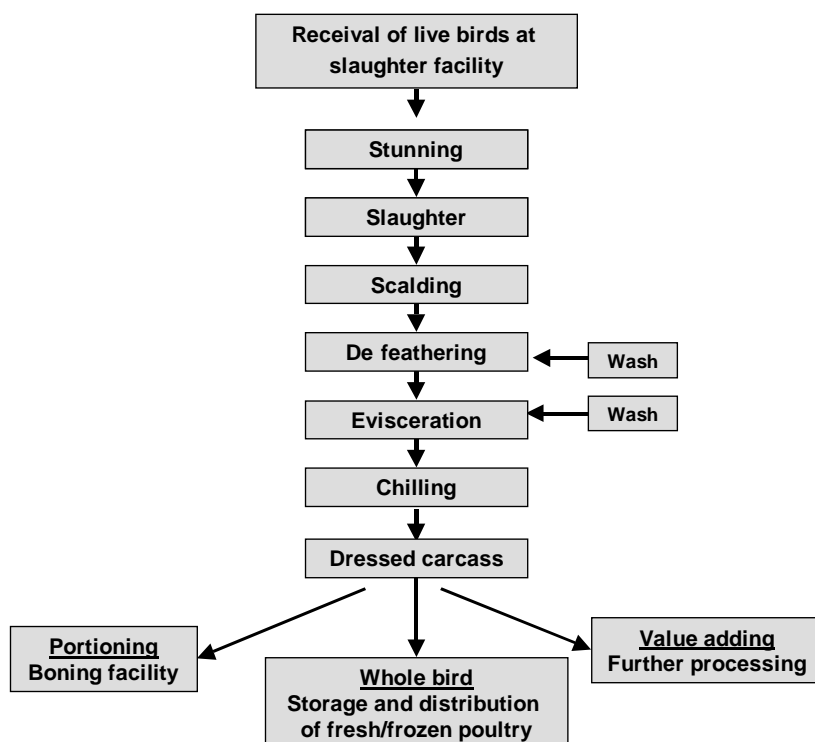 Receival of live birds at
slaughter facility
Stunning
Slaughter
Scalding
De feathering
Wash
Evisceration
Wash
Chilling
Dressed carcass
Portioning
Boning facility
Whole bird
Storage and distribution
of fresh/frozen poultry
Value adding
Further processing